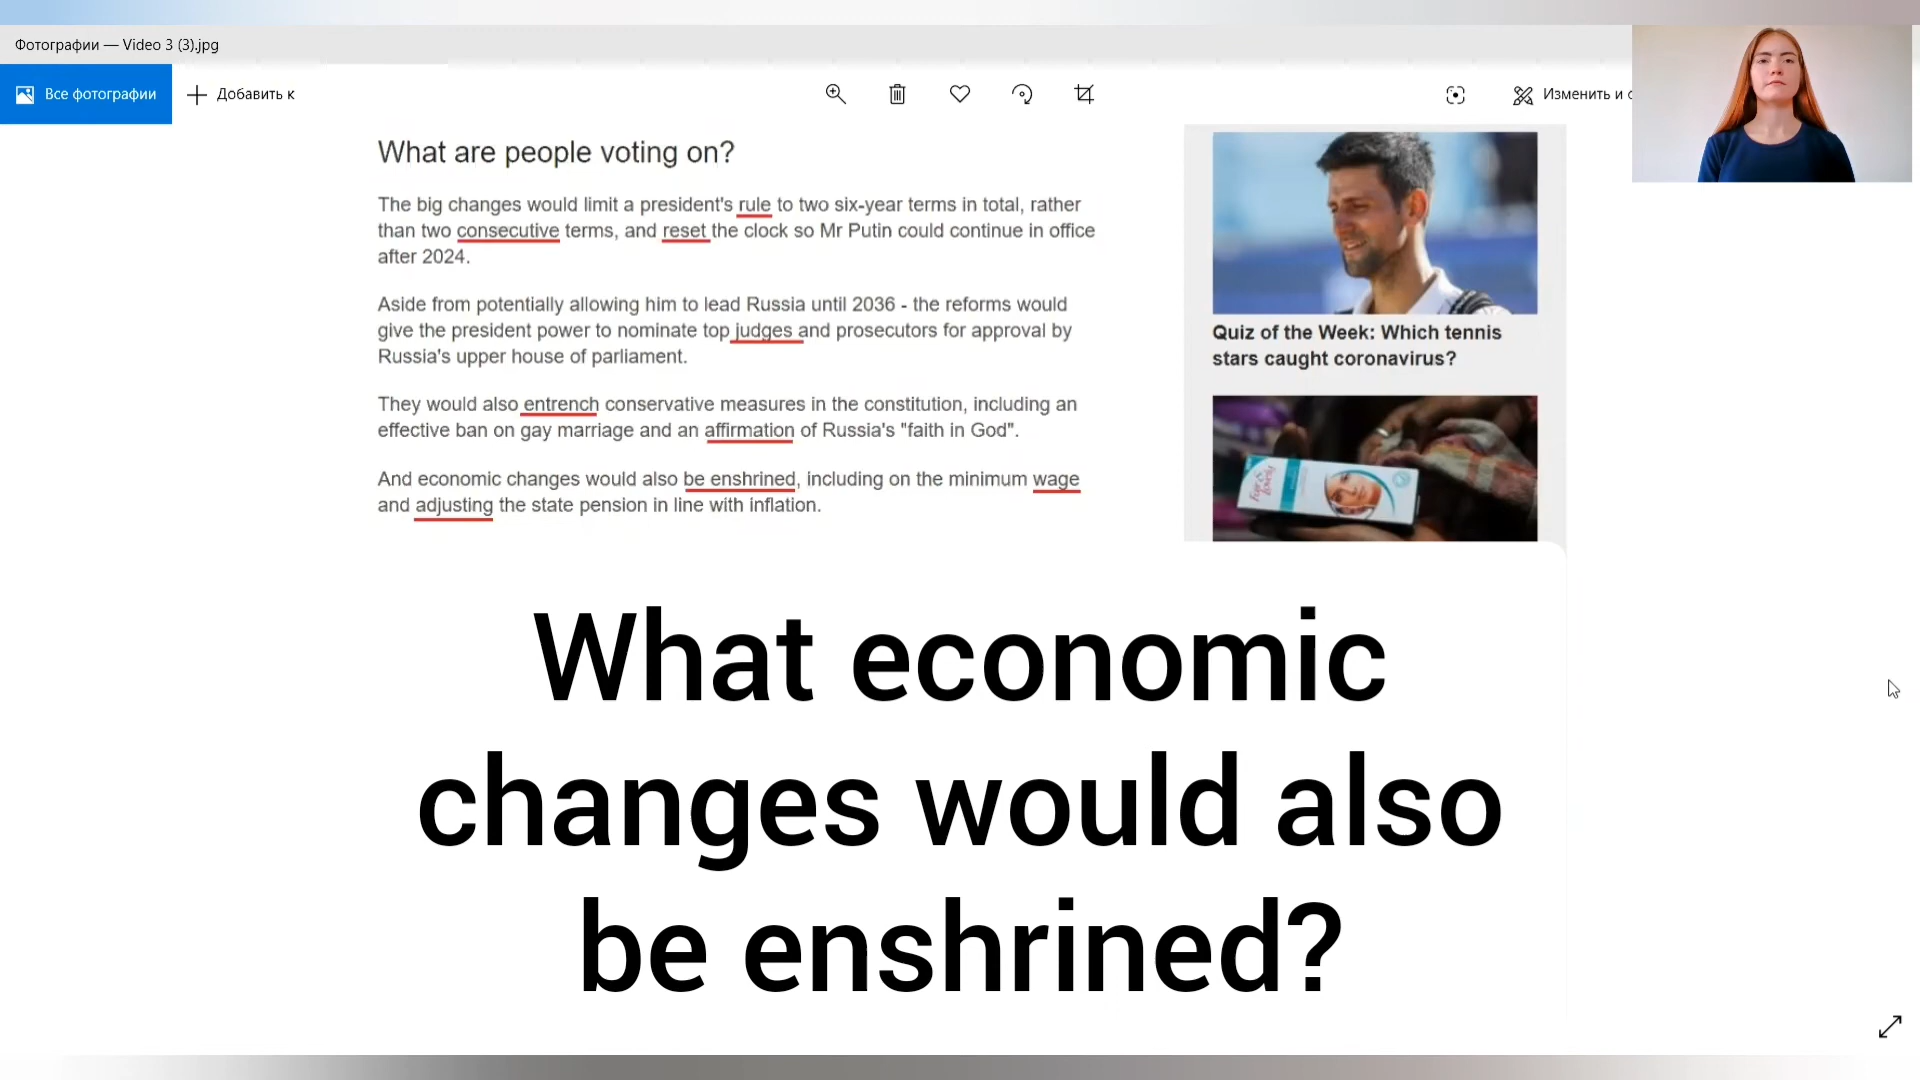 Фотографии — Video 3 (3).jpg
Все фотографии
Добавить к
Изменить и с
What are people voting on?
The big changes would limit a president's rule to two six-year terms in total, rather
than two consecutive terms, and reset the clock so Mr Putin could continue in office
after 2024.
Aside from potentially allowing him to lead Russia until 2036 - the reforms would
give the president power to nominate top judges and prosecutors for approval by
Russia's upper house of parliament.
They would also entrench conservative measures in the constitution, including an
effective ban on gay marriage and an affirmation of Russia's "faith in God".
And economic changes would also be enshrined, including on the minimum wage
and adjusting the state pension in line with inflation.
Quiz of the Week: Which tennis
stars caught coronavirus?
Fair & Lovely
What economic
changes would also
be enshrined?